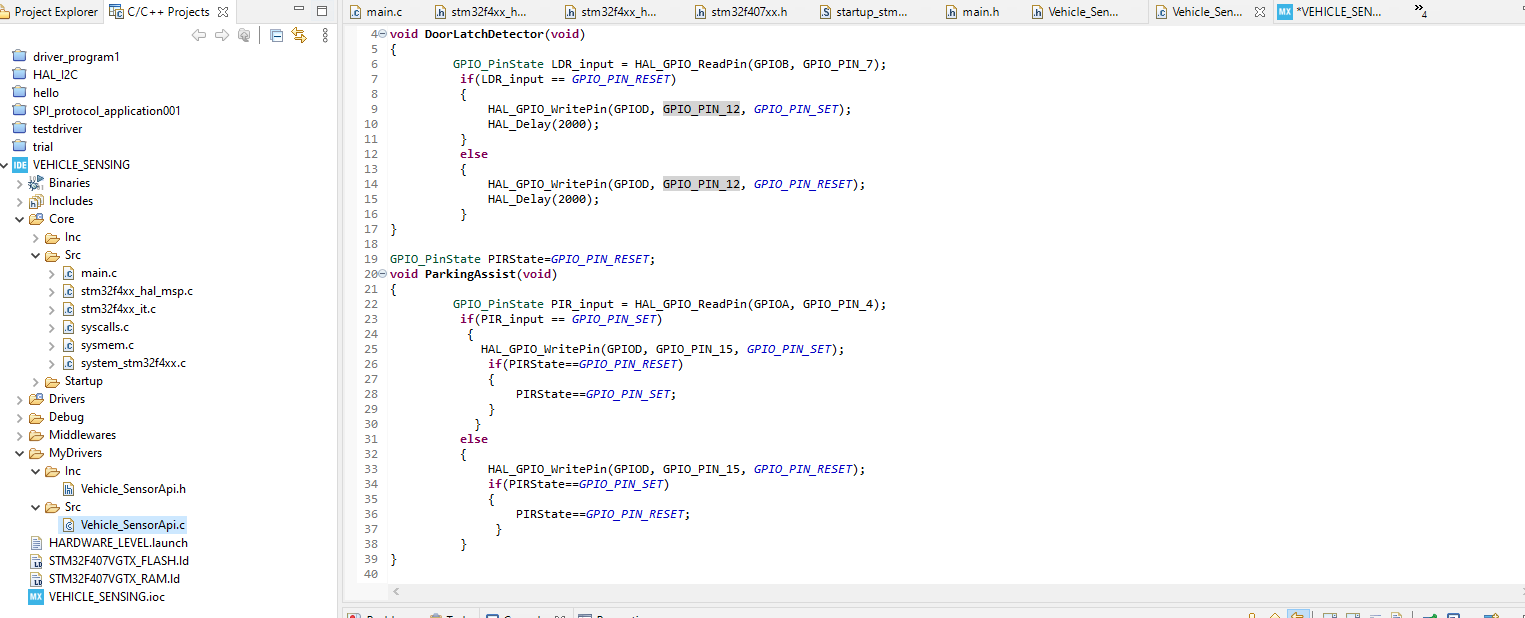 Project Explorer
C/C++ Projects
driver_program1
HAL_I2C
hello
SPI_protocol_application001
testdriver
trial
IDE VEHICLE_SENSING
Binaries
Includes
Core
Inc
Src
main.c
stm32f4xx_hal_msp.c
stm32f4xx_it.c
syscalls.c
sysmem.c
system_stm32f4xx.c
Startup
Drivers
Debug
Middlewares
MyDrivers
Inc
Vehicle_SensorApi.h
Src
Vehicle_SensorApi.c
HARDWARE_LEVEL.launch
STM32F407VGTX_FLASH.ld
STM32F407VGTX_RAM.ld
MX VEHICLE_SENSING.ioc
main.c
stm32f4xx_h...
stm32f4xx_h...
stm32f407xx.h
startup_stm...
main.h
Vehicle_Sen...
Vehicle_Sen...
MX *VEHICLE_SEN...
»4
4 void DoorLatchDetector(void)
5 {
6 GPIO_PinState LDR_input = HAL_GPIO_ReadPin(GPIOB, GPIO_PIN_7);
7 if(LDR_input == GPIO_PIN_RESET)
8 {
9 HAL_GPIO_WritePin(GPIOD, GPIO_PIN_12, GPIO_PIN_SET);
10 HAL_Delay(2000);
11 }
12 else
13 {
14 HAL_GPIO_WritePin(GPIOD, GPIO_PIN_12, GPIO_PIN_RESET);
15 HAL_Delay(2000);
16 }
17 }
18
19 GPIO_PinState PIRState=GPIO_PIN_RESET;
20 void ParkingAssist(void)
21 {
22 GPIO_PinState PIR_input = HAL_GPIO_ReadPin(GPIOA, GPIO_PIN_4);
23 if(PIR_input == GPIO_PIN_SET)
24 {
25 HAL_GPIO_WritePin(GPIOD, GPIO_PIN_15, GPIO_PIN_SET);
26 if(PIRState==GPIO_PIN_RESET)
27 {
28 PIRState==GPIO_PIN_SET;
29 }
30 }
31 else
32 {
33 HAL_GPIO_WritePin(GPIOD, GPIO_PIN_15, GPIO_PIN_RESET);
34 if(PIRState==GPIO_PIN_SET)
35 {
36 PIRState==GPIO_PIN_RESET;
37 }
38 }
39 }
40